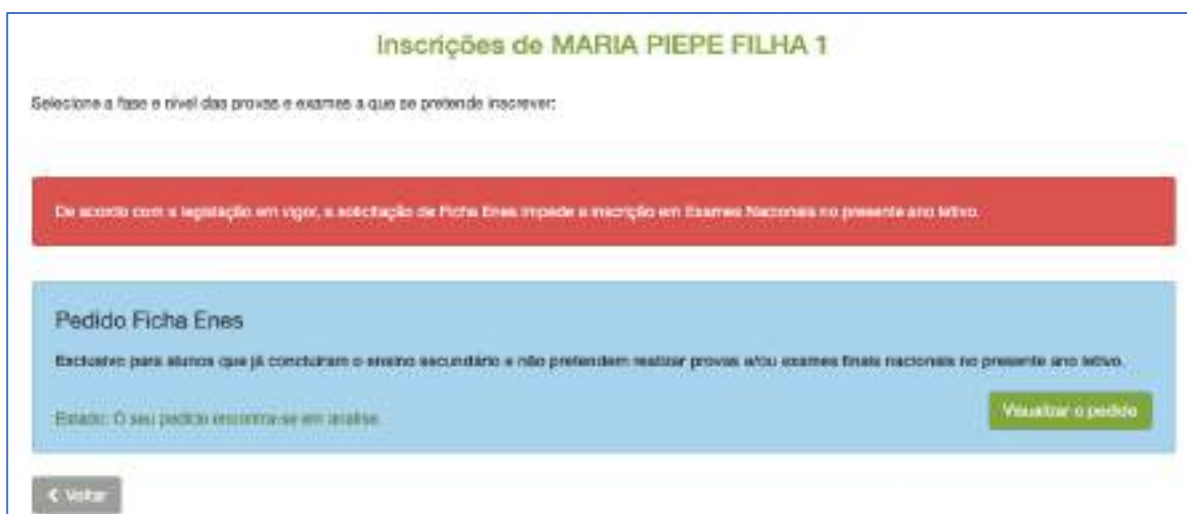 Inscrições de MARIA PIEPE FILHA 1
Selecione a fase e nível das provas e exames a que se pretende inscrever:
De acordo com a legislação em vigor, a solicitação de Ficha Enes impede a inscrição em Exames Nacionais no presente ano letivo.
Pedido Ficha Enes
Exclusivo para alunos que já concluíram o ensino secundário e não pretendem realizar provas e/ou exames finais nacionais no presente ano letivo.
Estado: O seu pedido encontra-se em análise.
Visualizar o pedido
Voltar